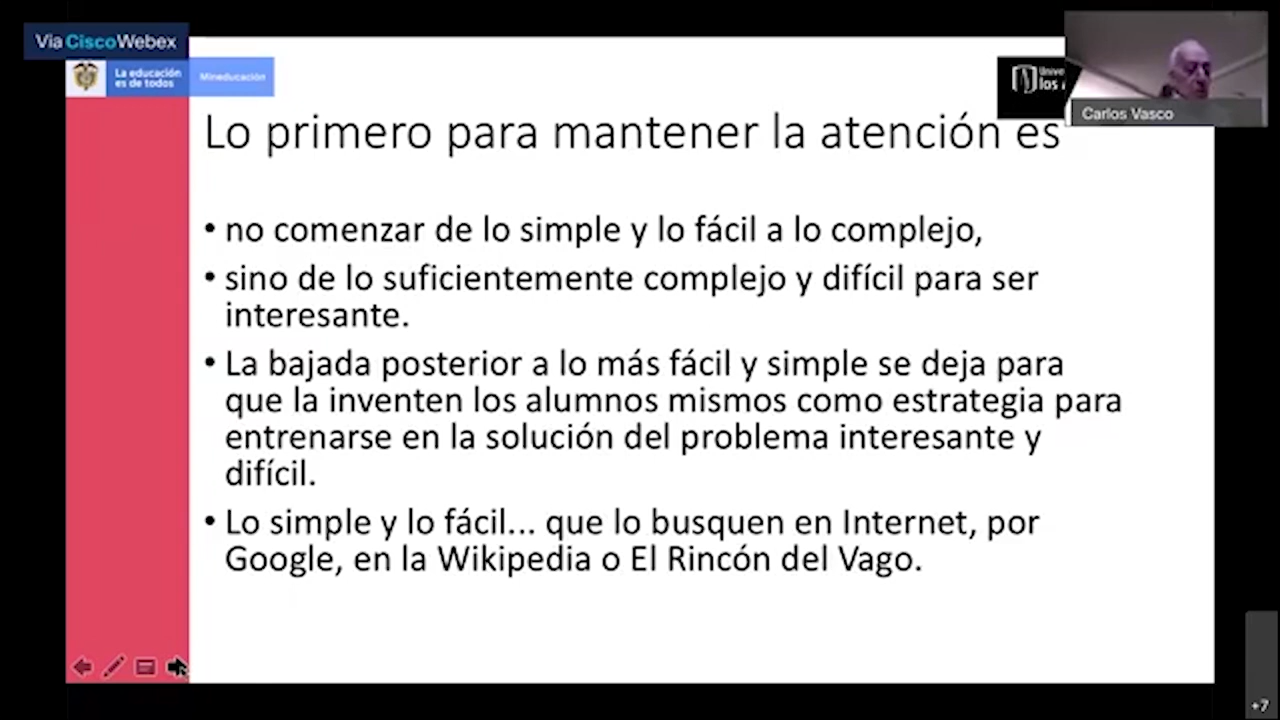 Via Cisco Webex
La educación
es de todos
Mineducación
los
Carlos Vasco
Lo primero para mantener la atención es
• no comenzar de lo simple y lo fácil a lo complejo,
• sino de lo suficientemente complejo y difícil para ser
interesante.
• La bajada posterior a lo más fácil y simple se deja para
que la inventen los alumnos mismos como estrategia para
entrenarse en la solución del problema interesante y
difícil.
• Lo simple y lo fácil... que lo busquen en Internet, por
Google, en la Wikipedia o El Rincón del Vago.
+7